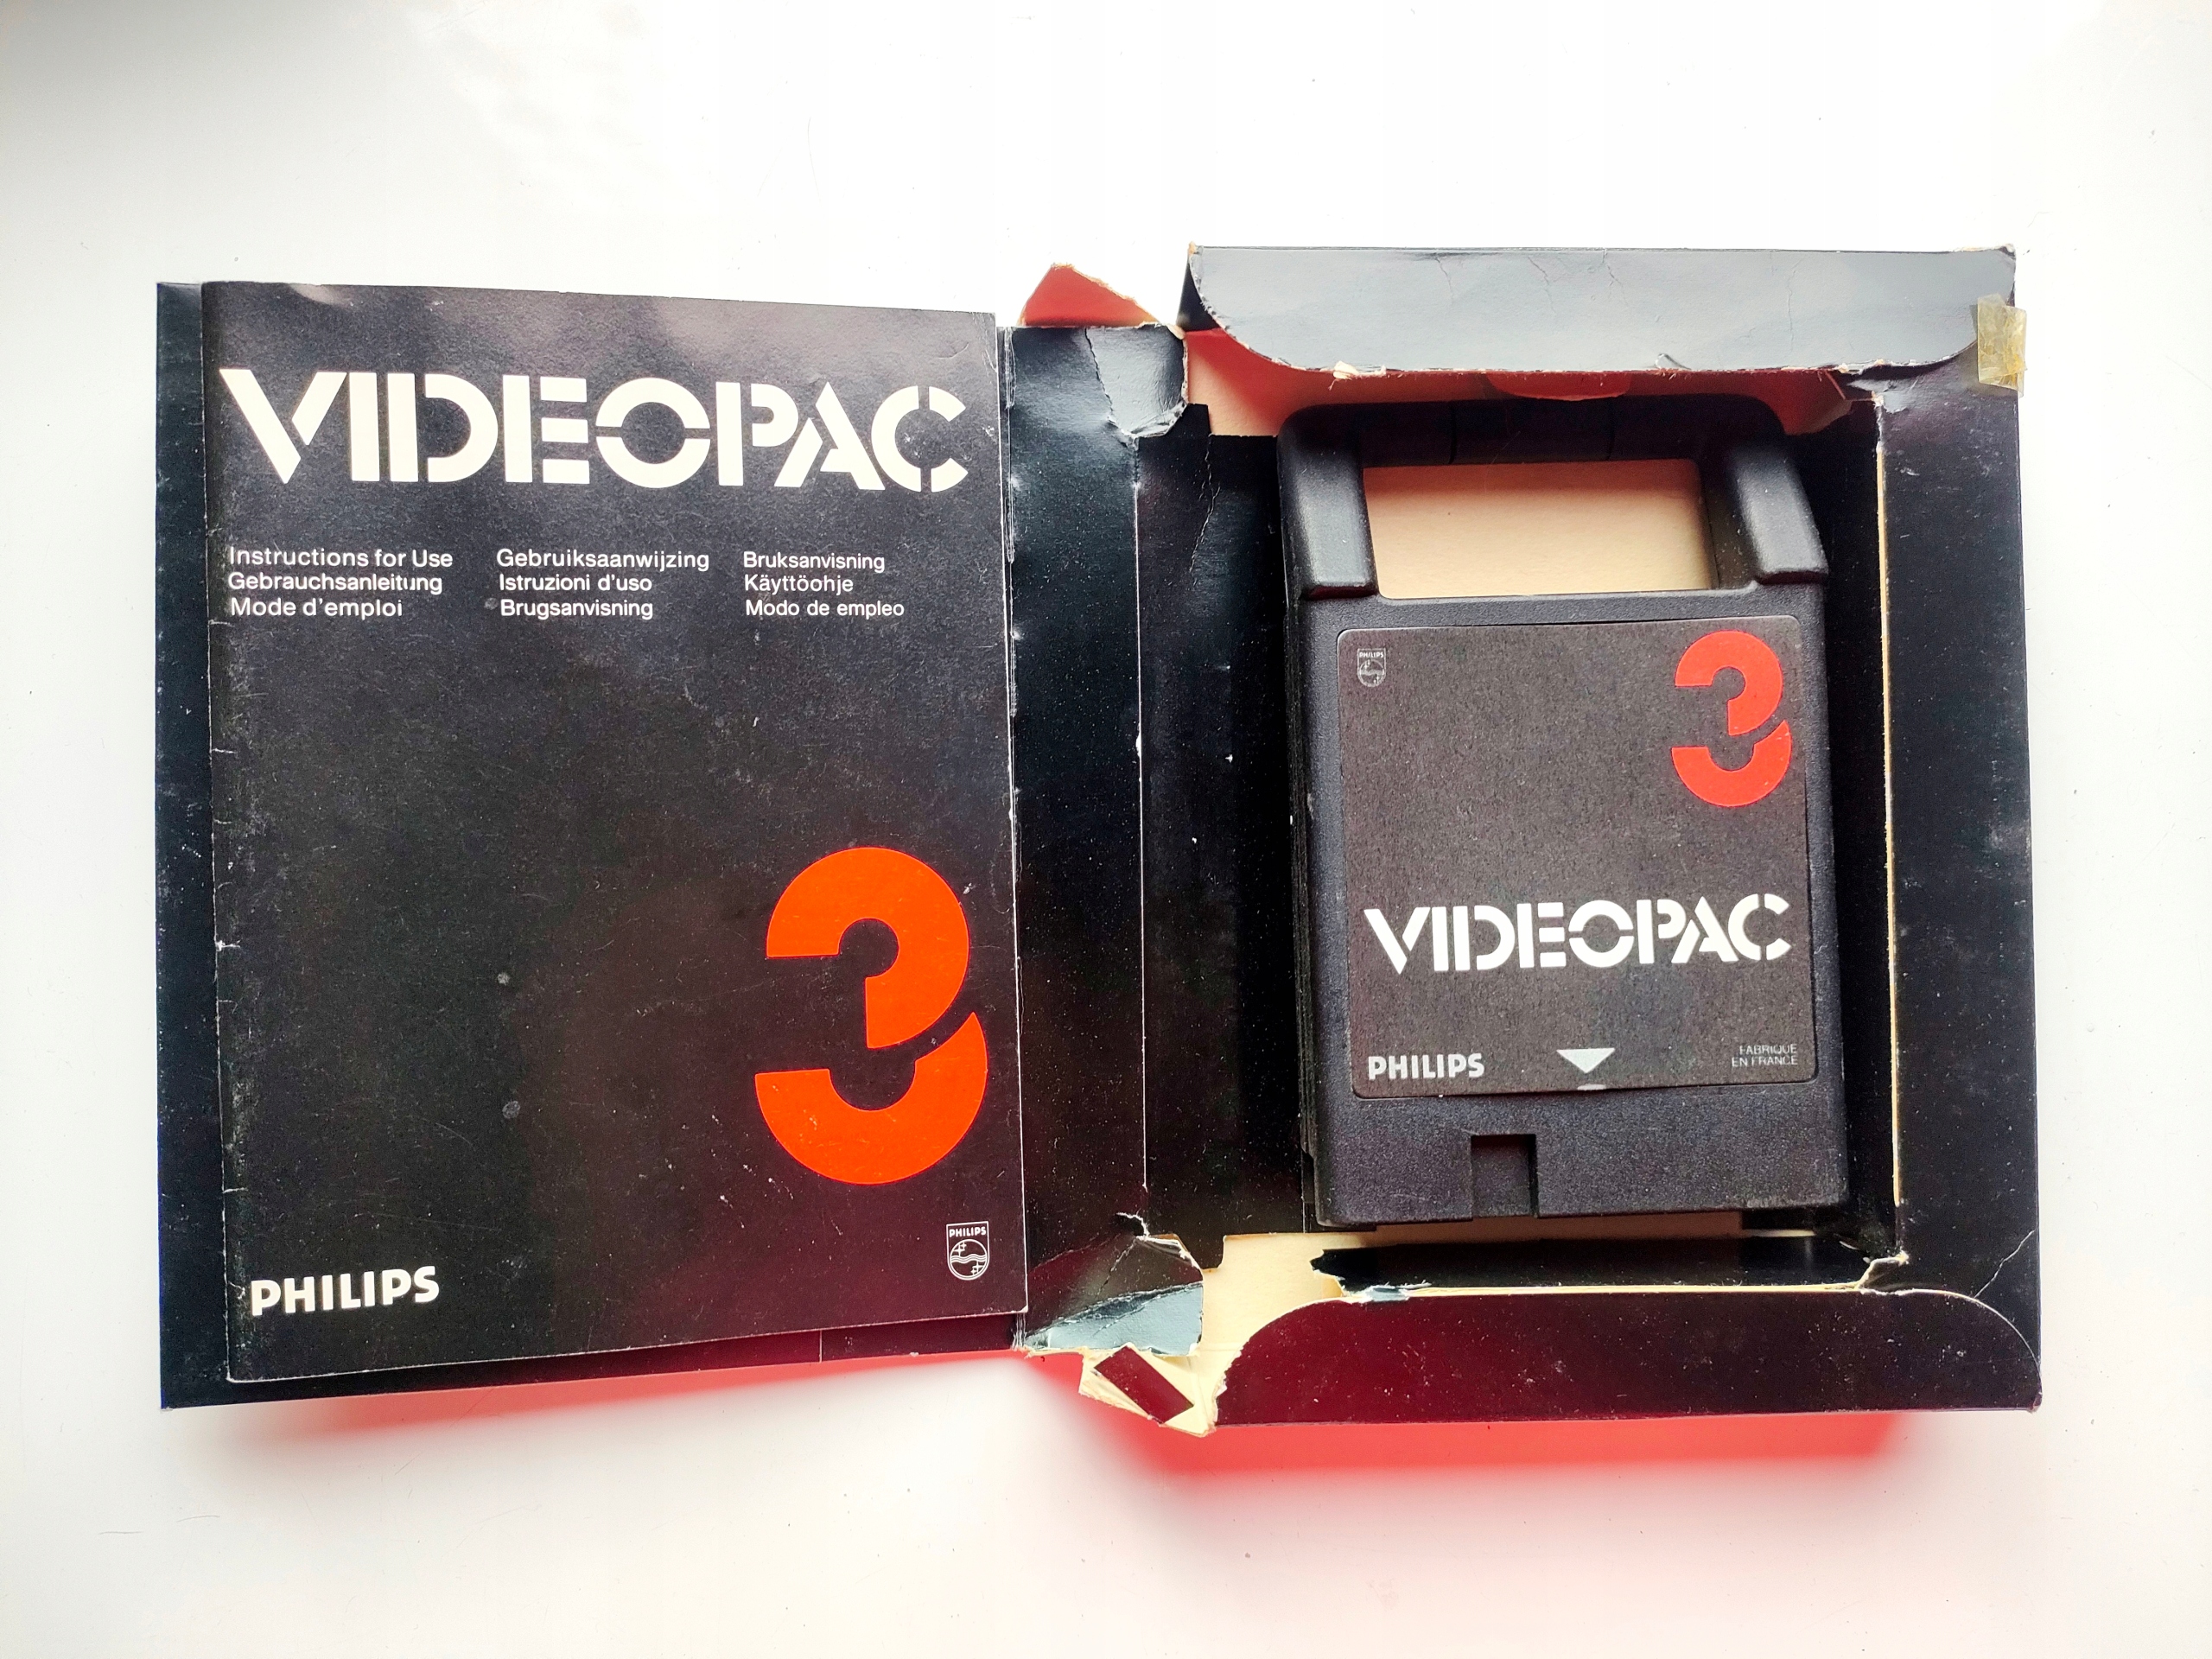 VIDEOPAC
Instructions for Use
Gebrauchsanleitung
Mode d'emploi
Gebruiksaanwijzing
Istruzioni d'uso
Brugsanvisning
Bruksanvisning
Käyttöohje
Modo de empleo
3
PHILIPS
PHILIPS
PHILIPS
3
VIDEOPAC
PHILIPS
FABRIQUE
EN FRANCE